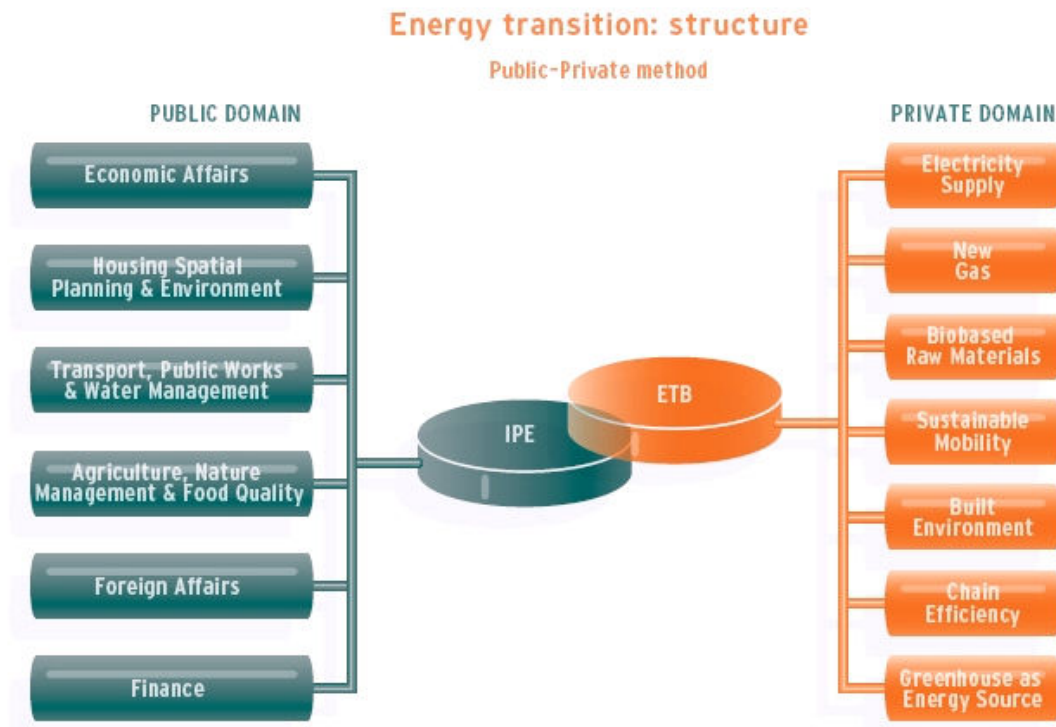 Energy transition: structure
Public-Private method
PUBLIC DOMAIN
Economic Affairs
Housing Spatial
Planning & Environment
Transport, Public Works
& Water Management
Agriculture, Nature
Management & Food Quality
Foreign Affairs
Finance
IPE
ETB
PRIVATE DOMAIN
Electricity
Supply
New
Gas
Biobased
Raw Materials
Sustainable
Mobility
Built
Environment
Chain
Efficiency
Greenhouse as
Energy Source